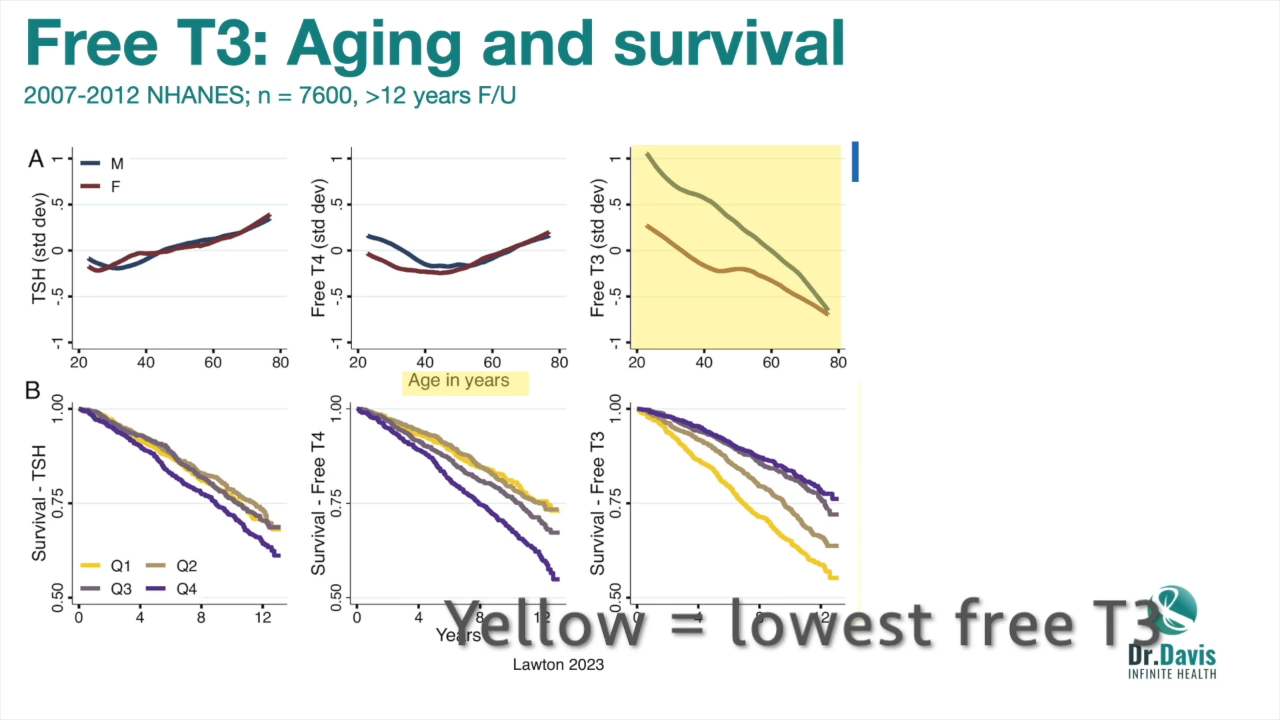 Free T3: Aging and survival
2007-2012 NHANES; n = 7600, >12 years F/U
A
M
F
TSH (std dev)
1
.5
0
-.5
-1
20 40 60 80
Free T4 (std dev)
1
.5
0
-.5
-1
20 40 60 80
Free T3 (std dev)
1
.5
0
-.5
-1
20 40 60 80
Age in years
B
Survival - TSH
1.00
0.75
0.50
Q1 Q2
Q3 Q4
0 4 8 12
Survival - Free T4
1.00
0.75
0.50
0 4 8 12
Survival - Free T3
1.00
0.75
0.50
0 4 8 12
Years
Yellow = lowest free T3
Lawton 2023
Dr.Davis
INFINITE HEALTH